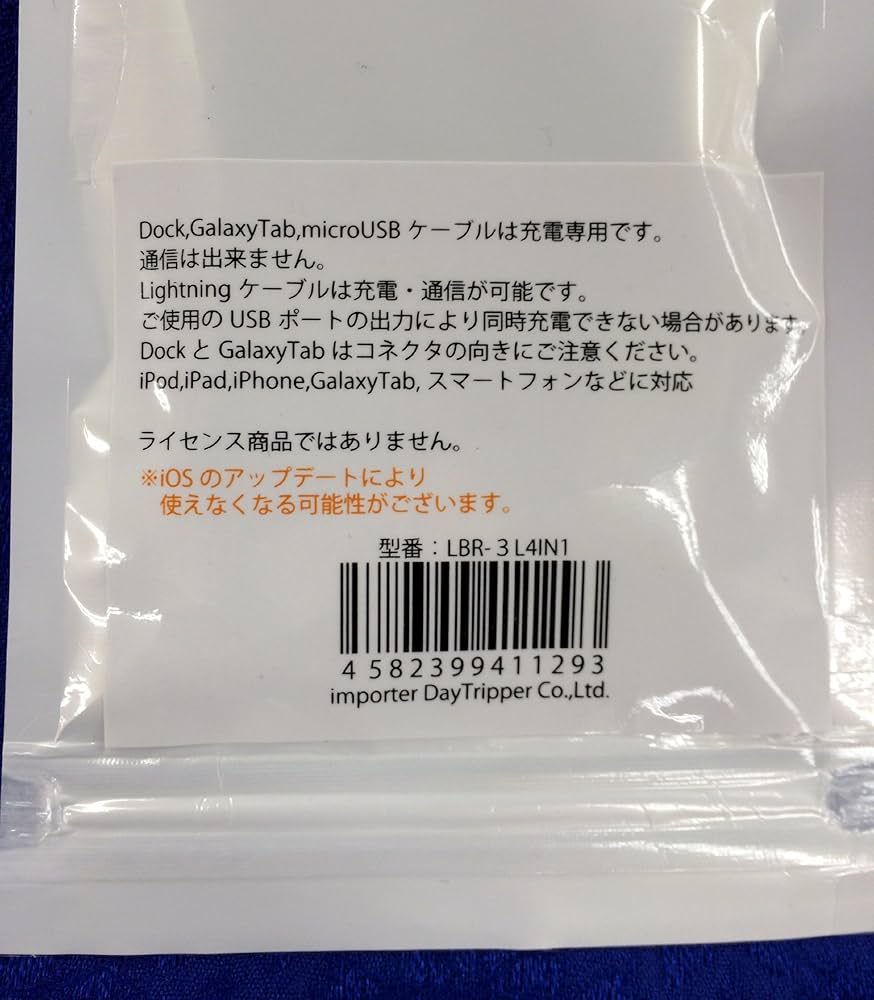 Dock,GalaxyTab,microUSB ケーブルは充電専用です。
通信は出来ません。
Lightning ケーブルは充電・通信が可能です。
ご使用の USB ポートの出力により同時充電できない場合があります。
Dock と GalaxyTab はコネクタの向きにご注意ください。
iPod,iPad,iPhone,GalaxyTab, スマートフォンなどに対応
ライセンス商品ではありません。
※iOS のアップデートにより
使えなくなる可能性がございます。
型番：LBR-３L4IN1
4 582399411293
importer DayTripper Co.,Ltd.